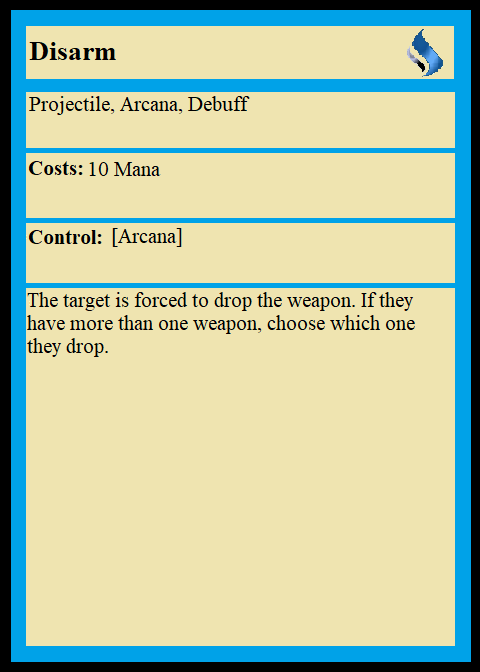 Disarm
Projectile, Arcana, Debuff
Costs: 10 Mana
Control: [Arcana]
The target is forced to drop the weapon. If they
have more than one weapon, choose which one
they drop.